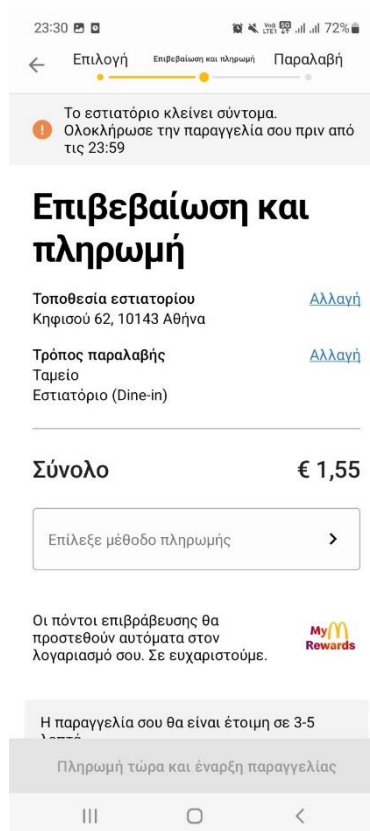 23:30 72%
Επιλογή Επιβεβαίωση και πληρωμή Παραλαβή
Το εστιατόριο κλείνει σύντομα.
Ολοκλήρωσε την παραγγελία σου πριν από
τις 23:59
Επιβεβαίωση και
πληρωμή
Τοποθεσία εστιατορίου Αλλαγή
Κηφισού 62, 10143 Αθήνα
Τρόπος παραλαβής Αλλαγή
Ταμείο
Εστιατόριο (Dine-in)
Σύνολο € 1,55
Επίλεξε μέθοδο πληρωμής
Οι πόντοι επιβράβευσης θα
προστεθούν αυτόματα στον
λογαριασμό σου. Σε ευχαριστούμε.
My
Rewards
Η παραγγελία σου θα είναι έτοιμη σε 3-5
Πληρωμή τώρα και έναρξη παραγγελίας